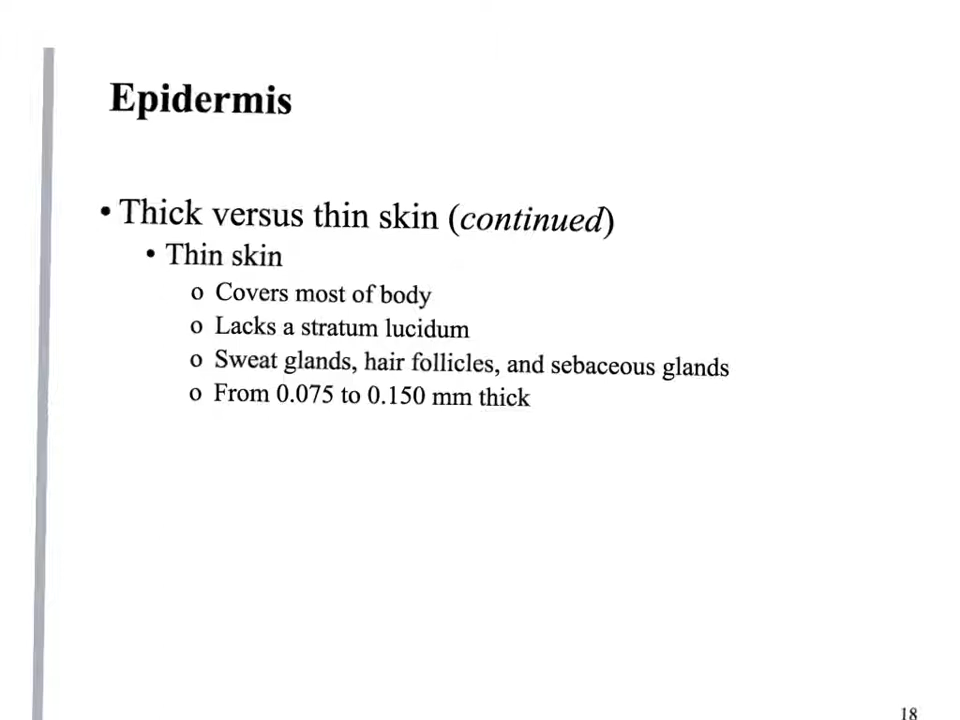 Epidermis
• Thick versus thin skin (continued)
• Thin skin
o Covers most of body
o Lacks a stratum lucidum
o Sweat glands, hair follicles, and sebaceous glands
o From 0.075 to 0.150 mm thick
18